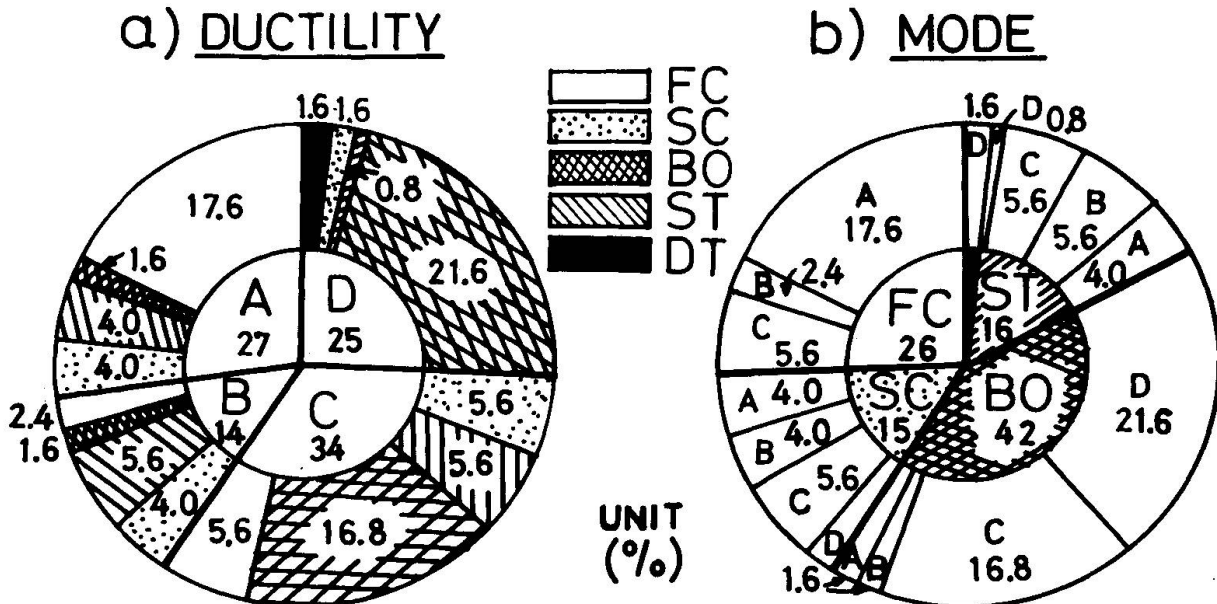 a) DUCTILITY
b) MODE
FC
SC
BO
ST
DT
1.6 1.6
0.8
17.6
21.6
1.6
4.0
4.0
A
27
D
25
B
14
C
34
2.4
1.6
5.6
4.0
5.6
16.8
5.6
5.6
UNIT
(%)
1.6
D
D 0,8
C
5.6
B
5.6
A
4.0
A
17.6
B 2.4
C
5.6
FC
26
ST
16
SC
15
BO
42
A 4.0
B 4.0
C 5.6
D
A
B
1.6
C
16.8
D
21.6